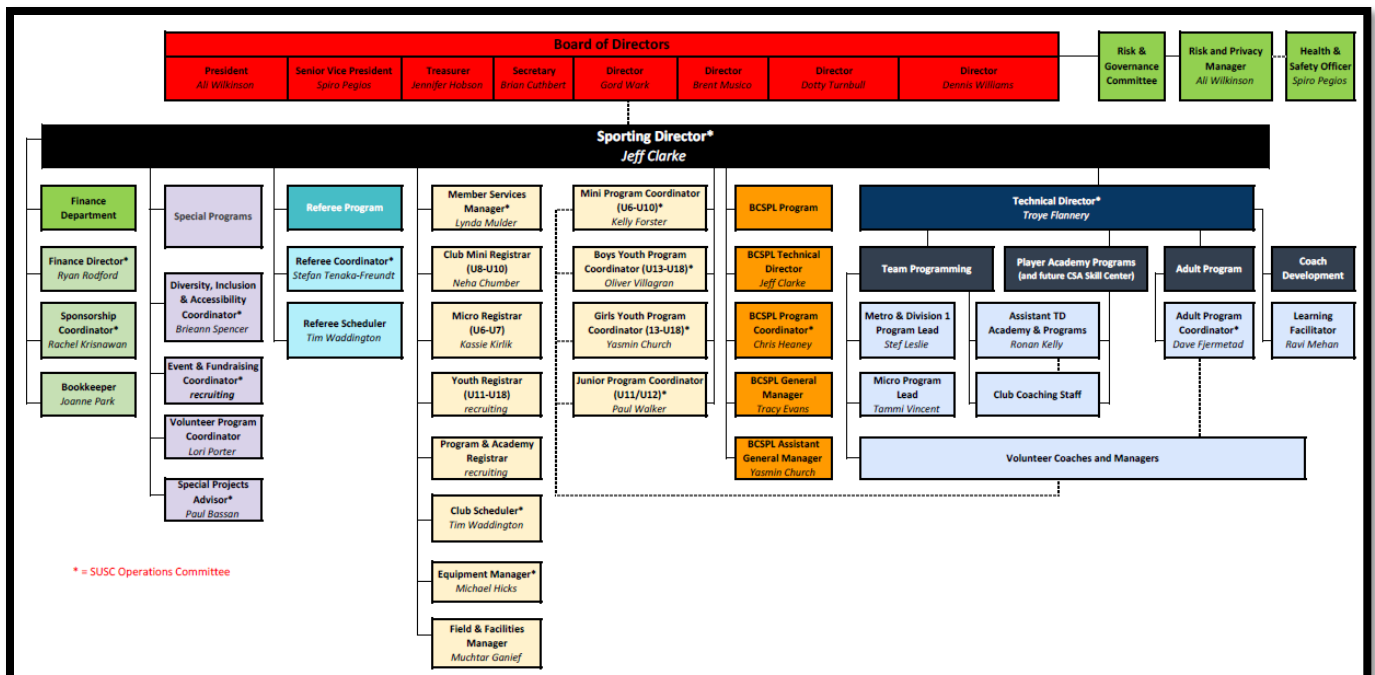 Board of Directors
President
Ali Wilkinson
Senior Vice President
Spiro Pegios
Treasurer
Jennifer Hobson
Secretary
Brian Cuthbert
Director
Gord Wark
Director
Brent Musico
Director
Dotty Turnbull
Director
Dennis Williams
Risk &
Governance
Committee
Risk and Privacy
Manager
Ali Wilkinson
Health &
Safety Officer
Spiro Pegios
Sporting Director*
Jeff Clarke
Finance
Department
Finance Director*
Ryan Rodford
Sponsorship
Coordinator*
Rachel Krisnawan
Bookkeeper
Joanne Park
Special Programs
Diversity, Inclusion
& Accessibility
Coordinator*
Brieann Spencer
Event & Fundraising
Coordinator*
recruiting
Volunteer Program
Coordinator
Lori Porter
Special Projects
Advisor*
Paul Bassan
Referee Program
Referee Coordinator*
Stefan Tenaka-Freundt
Referee Scheduler
Tim Waddington
Member Services
Manager*
Lynda Mulder
Club Mini Registrar
(U8-U10)
Neha Chumber
Micro Registrar
(U6-U7)
Kassie Kirlik
Youth Registrar
(U11-U18)
recruiting
Program & Academy
Registrar
recruiting
Club Scheduler*
Tim Waddington
Equipment Manager*
Michael Hicks
Field & Facilities
Manager
Muchtar Ganief
Mini Program Coordinator
(U6-U10)*
Kelly Forster
Boys Youth Program
Coordinator (U13-U18)*
Oliver Villagran
Girls Youth Program
Coordinator (13-U18)*
Yasmin Church
Junior Program Coordinator
(U11/U12)*
Paul Walker
BCSPL Program
BCSPL Technical
Director
Jeff Clarke
BCSPL Program
Coordinator*
Chris Heaney
BCSPL General
Manager
Tracy Evans
BCSPL Assistant
General Manager
Yasmin Church
Technical Director*
Troye Flannery
Team Programming
Metro & Division 1
Program Lead
Stef Leslie
Micro Program
Lead
Tammi Vincent
Player Academy Programs
(and future CSA Skill Center)
Assistant TD
Academy & Programs
Ronan Kelly
Club Coaching Staff
Adult Program
Adult Program
Coordinator*
Dave Fjermetad
Coach
Development
Learning
Facilitator
Ravi Mehan
Volunteer Coaches and Managers
* = SUSC Operations Committee